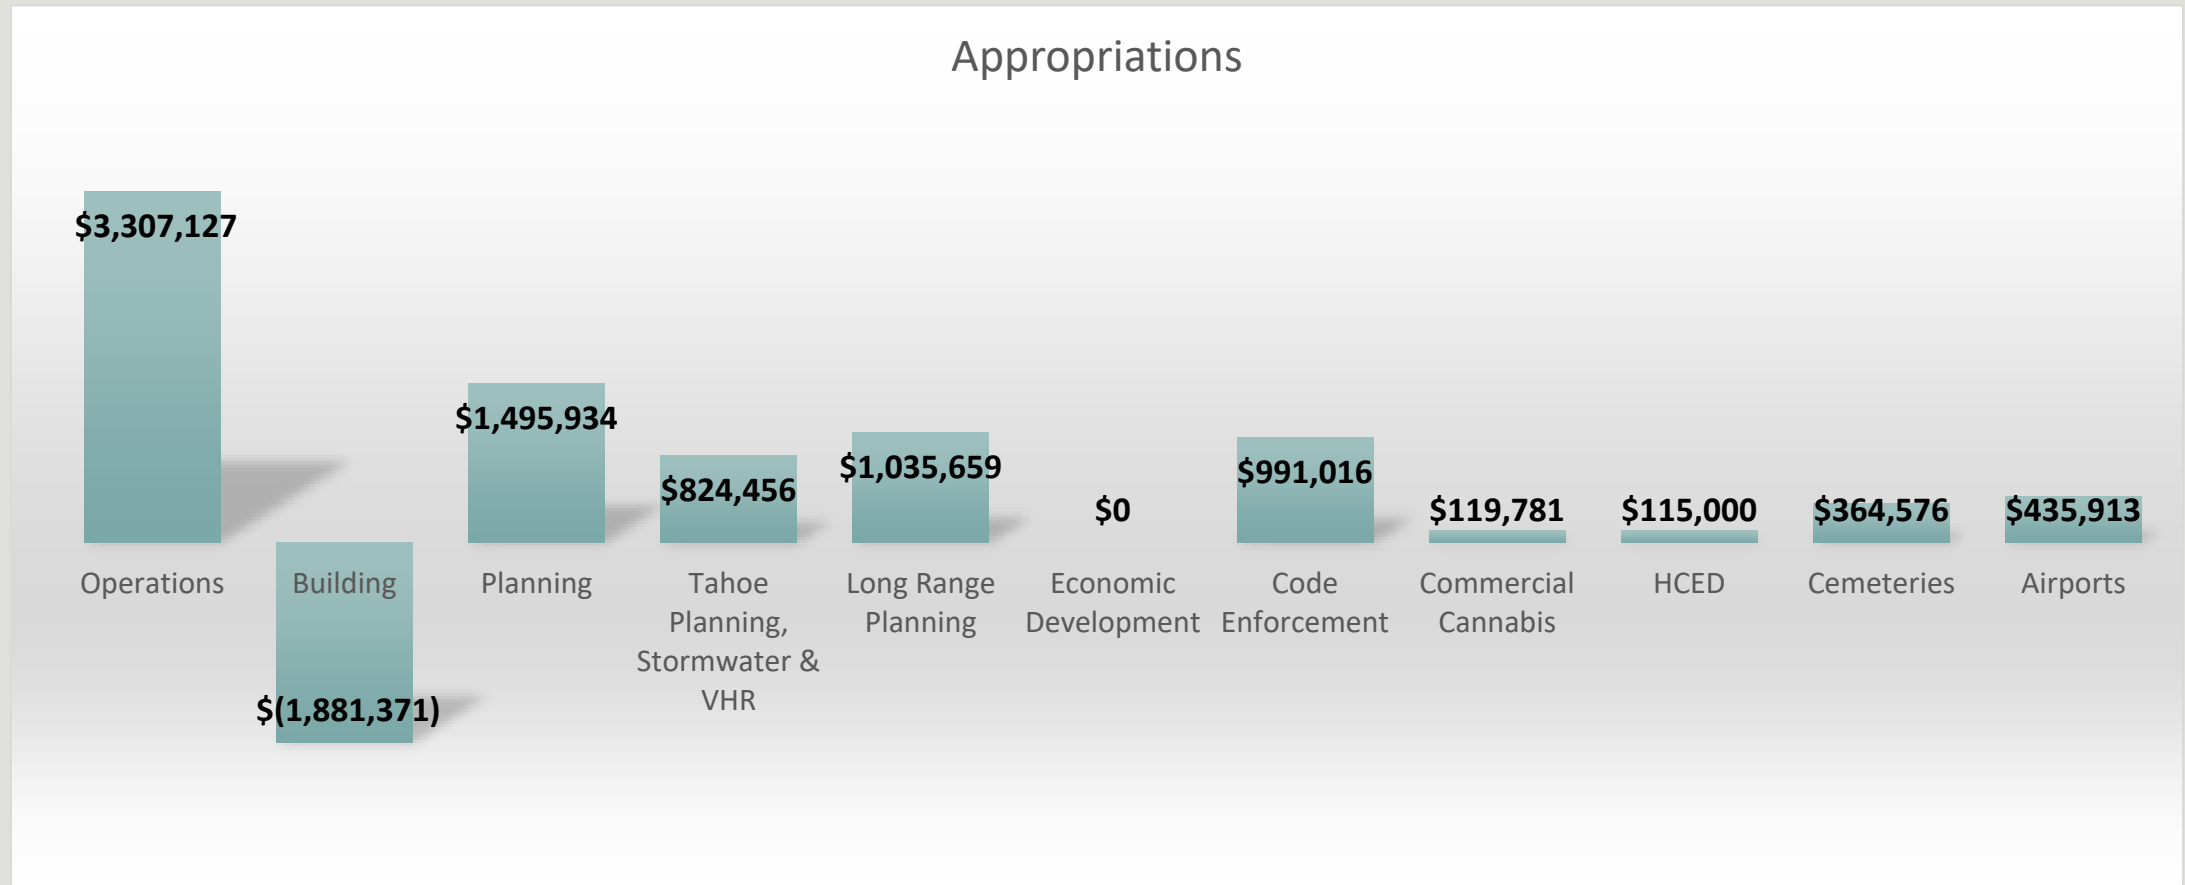 Appropriations
$3,307,127
$(1,881,371)
$1,495,934
$824,456
$1,035,659
$0
$991,016
$119,781
$115,000
$364,576
$435,913
Operations
Building
Planning
Tahoe
Planning,
Stormwater &
VHR
Long Range
Planning
Economic
Development
Code
Enforcement
Commercial
Cannabis
HCED
Cemeteries
Airports